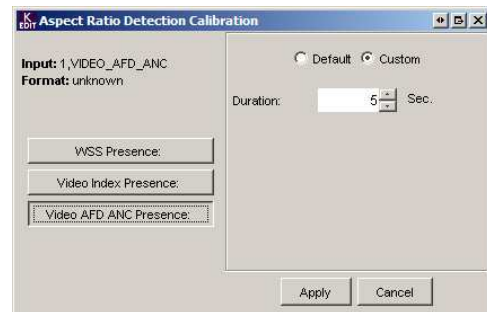 K EDIT Aspect Ratio Detection Calibration
Input: 1,VIDEO_AFD_ANC
Format: unknown
Default Custom
Duration: 5 Sec.
WSS Presence:
Video Index Presence:
Video AFD ANC Presence:
Apply Cancel